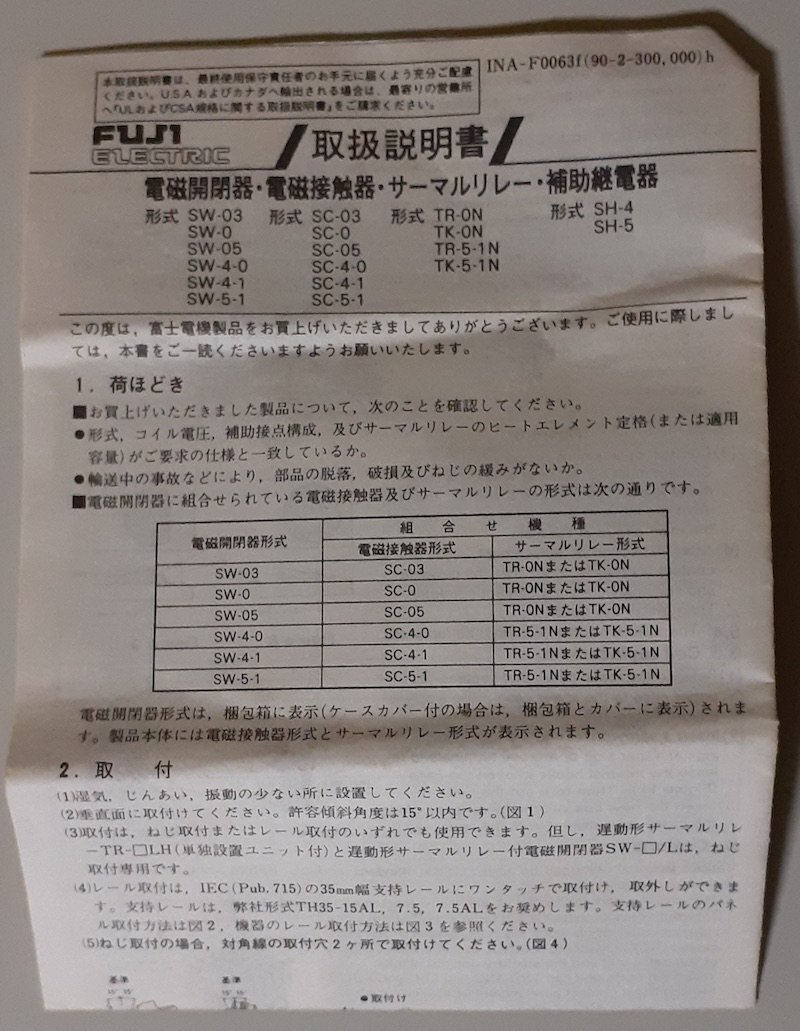 INA-F0063f(90-2-300,000)h
本取扱説明書は、最終使用保守責任者のお手元に届くよう充分ご配慮
ください。U.S.A およびカナダへ輸出される場合は、最寄りの営業所
へ「ULおよびCSA規格に関する取扱説明書」をご請求ください。
FUJI
ELECTRIC
取扱説明書
電磁開閉器・電磁接触器・サーマルリレー・補助継電器
形式 SW-03 形式 SC-03 形式 TR-0N 形式 SH-4
SW-0 SC-0 TK-0N SH-5
SW-05 SC-05 TR-5-1N
SW-4-0 SC-4-0 TK-5-1N
SW-4-1 SC-4-1
SW-5-1 SC-5-1
この度は，富士電機製品をお買上げいただきましてありがとうございます。ご使用に際しまし
ては，本書をご一読くださいますようお願いいたします。
1．荷ほどき
■お買上げいただきました製品について，次のことを確認してください。
●形式，コイル電圧，補助接点構成，及びサーマルリレーのヒートエレメント定格(または適用
容量)がご要求の仕様と一致しているか。
●輸送中の事故などにより，部品の脱落，破損及びねじの緩みがないか。
■電磁開閉器に組合せられている電磁接触器及びサーマルリレーの形式は次の通りです。
電磁開閉器形式 組合せ機種
電磁接触器形式 サーマルリレー形式
SW-03 SC-03 TR-0NまたはTK-0N
SW-0 SC-0 TR-0NまたはTK-0N
SW-05 SC-05 TR-0NまたはTK-0N
SW-4-0 SC-4-0 TR-5-1NまたはTK-5-1N
SW-4-1 SC-4-1 TR-5-1NまたはTK-5-1N
SW-5-1 SC-5-1 TR-5-1NまたはTK-5-1N
電磁開閉器形式は，梱包箱に表示(ケースカバー付の場合は，梱包箱とカバーに表示)されま
す。製品本体には電磁接触器形式とサーマルリレー形式が表示されます。
2．取　付
(1)湿気，じんあい，振動の少ない所に設置してください。
(2)垂直面に取付けてください。許容傾斜角度は15°以内です。(図1)
(3)取付は，ねじ取付またはレール取付のいずれでも使用できます。但し，遅動形サーマルリレ
ーTR-□LH(単独設置ユニット付)と遅動形サーマルリレー付電磁開閉器SW-□/Lは，ねじ
取付専用です。
(4)レール取付は，IEC(Pub.715)の35mm幅支持レールにワンタッチで取付け，取外しができま
す。支持レールは，弊社形式TH35-15AL，7.5，7.5ALをお奨めします。支持レールのパネ
ル取付方法は図2，機器のレール取付方法は図3を参照ください。
(5)ねじ取付の場合，対角線の取付穴2ヶ所で取付けてください。(図4)
基準 基準
15° 15° 15° 15°
●取付け